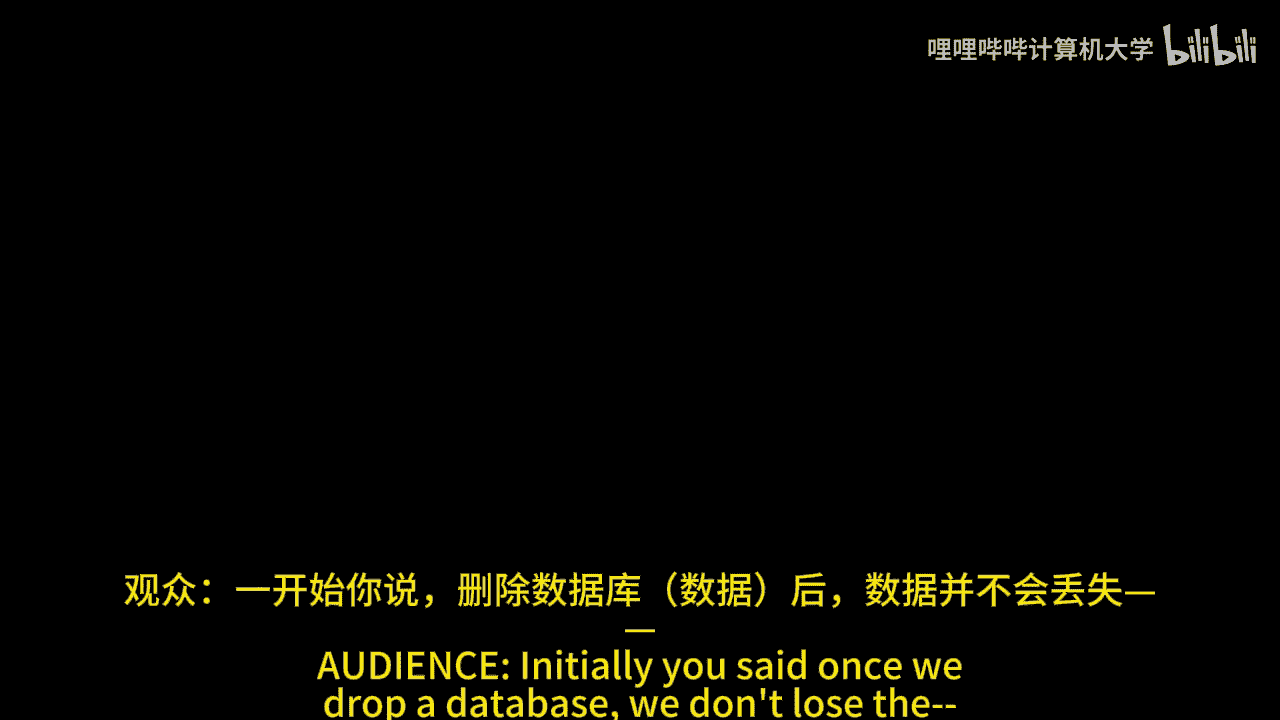 哩哩哔哔计算机大学 bilibili
观众：一开始你说，删除数据库（数据）后，数据并不会丢失—
—
AUDIENCE: Initially you said once we
drop a database, we don't lose the--